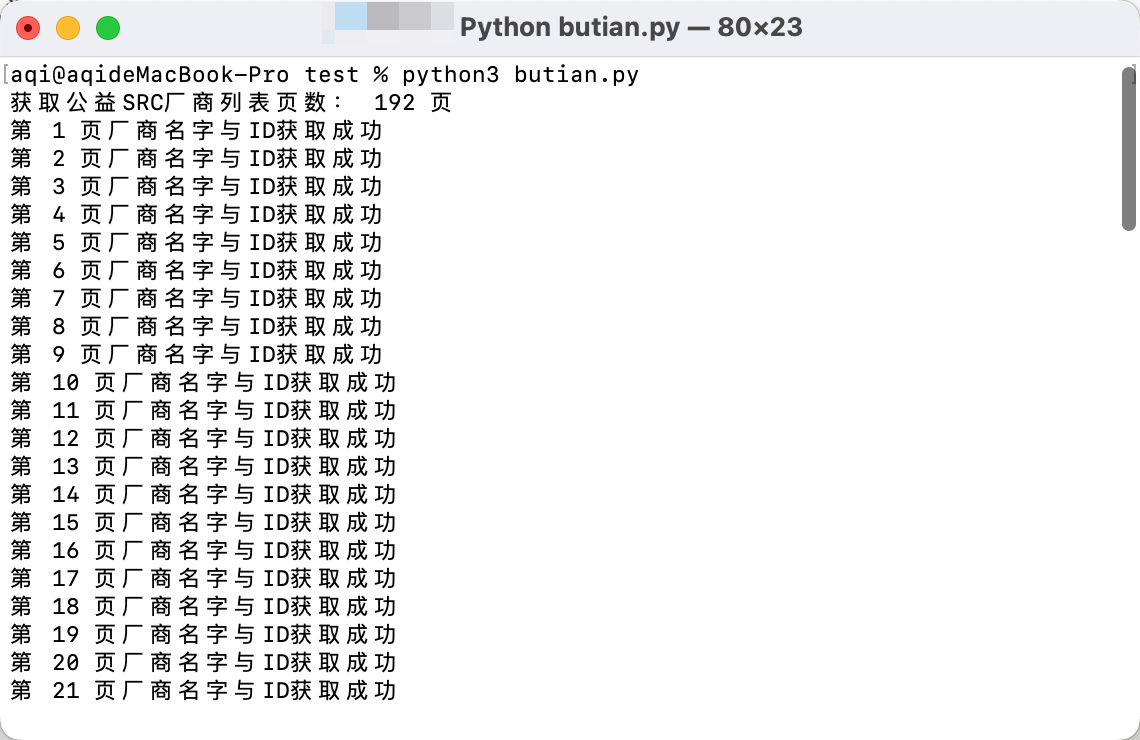 Python butian.py — 80×23
[aqi@aqideMacBook-Pro test % python3 butian.py ]
获取公益SRC厂商列表页数： 192 页
第 1 页厂商名字与ID获取成功
第 2 页厂商名字与ID获取成功
第 3 页厂商名字与ID获取成功
第 4 页厂商名字与ID获取成功
第 5 页厂商名字与ID获取成功
第 6 页厂商名字与ID获取成功
第 7 页厂商名字与ID获取成功
第 8 页厂商名字与ID获取成功
第 9 页厂商名字与ID获取成功
第 10 页厂商名字与ID获取成功
第 11 页厂商名字与ID获取成功
第 12 页厂商名字与ID获取成功
第 13 页厂商名字与ID获取成功
第 14 页厂商名字与ID获取成功
第 15 页厂商名字与ID获取成功
第 16 页厂商名字与ID获取成功
第 17 页厂商名字与ID获取成功
第 18 页厂商名字与ID获取成功
第 19 页厂商名字与ID获取成功
第 20 页厂商名字与ID获取成功
第 21 页厂商名字与ID获取成功